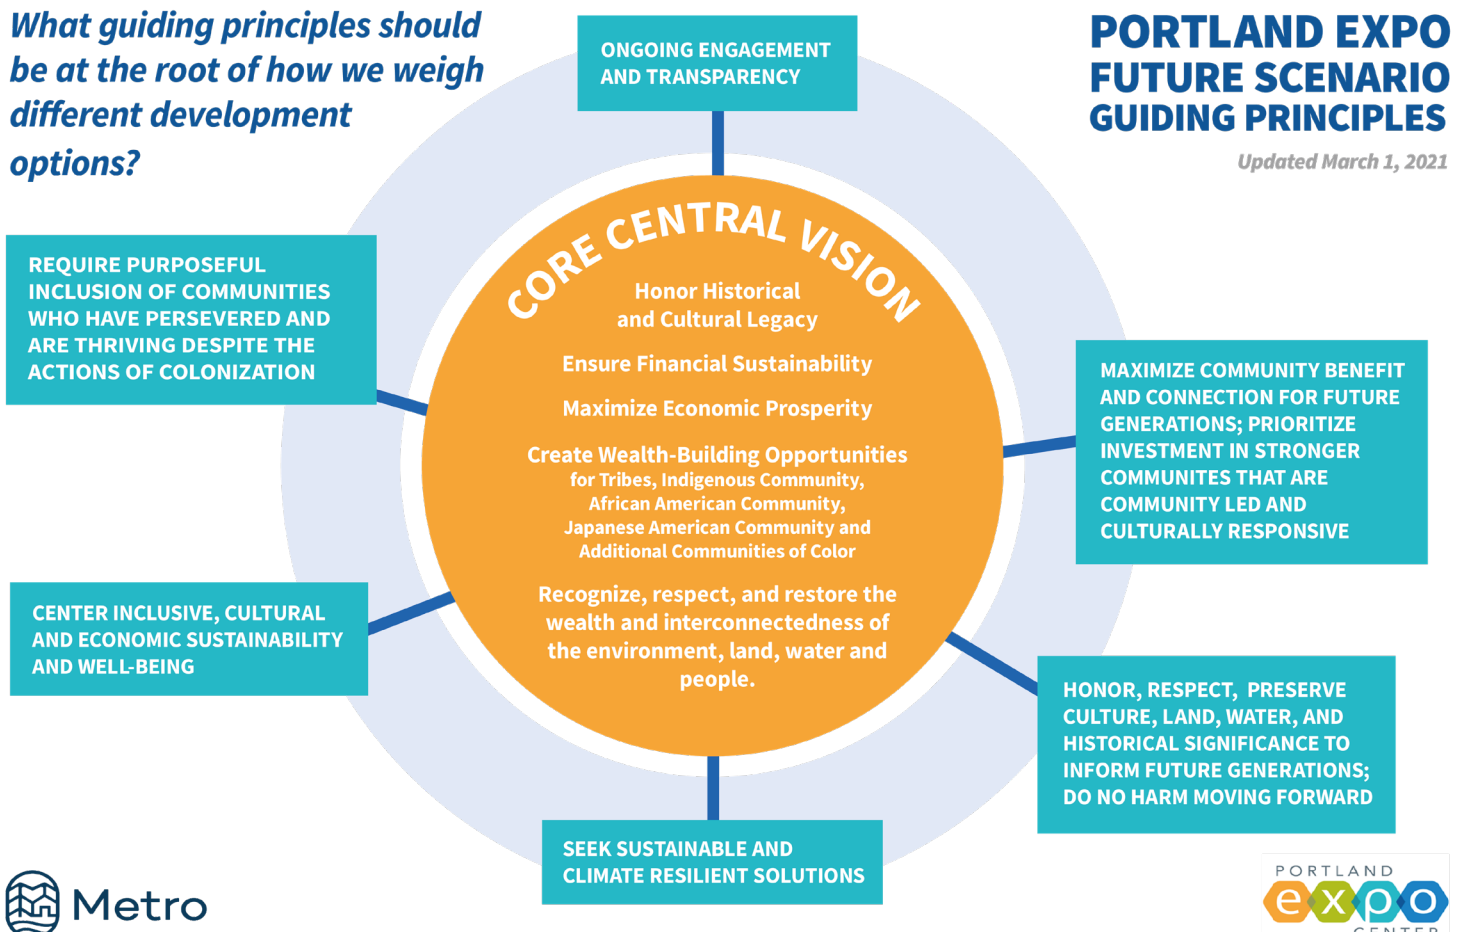 What guiding principles should
be at the root of how we weigh
different development
options?
PORTLAND EXPO
FUTURE SCENARIO
GUIDING PRINCIPLES
Updated March 1, 2021
ONGOING ENGAGEMENT
AND TRANSPARENCY
REQUIRE PURPOSEFUL
INCLUSION OF COMMUNITIES
WHO HAVE PERSEVERED AND
ARE THRIVING DESPITE THE
ACTIONS OF COLONIZATION
CORE CENTRAL VISION
Honor Historical
and Cultural Legacy
Ensure Financial Sustainability
Maximize Economic Prosperity
Create Wealth-Building Opportunities
for Tribes, Indigenous Community,
African American Community,
Japanese American Community and
Additional Communities of Color
Recognize, respect, and restore the
wealth and interconnectedness of
the environment, land, water and
people.
MAXIMIZE COMMUNITY BENEFIT
AND CONNECTION FOR FUTURE
GENERATIONS; PRIORITIZE
INVESTMENT IN STRONGER
COMMUNITES THAT ARE
COMMUNITY LED AND
CULTURALLY RESPONSIVE
CENTER INCLUSIVE, CULTURAL
AND ECONOMIC SUSTAINABILITY
AND WELL-BEING
HONOR, RESPECT, PRESERVE
CULTURE, LAND, WATER, AND
HISTORICAL SIGNIFICANCE TO
INFORM FUTURE GENERATIONS;
DO NO HARM MOVING FORWARD
SEEK SUSTAINABLE AND
CLIMATE RESILIENT SOLUTIONS
Metro
PORTLAND
expo
CENTER